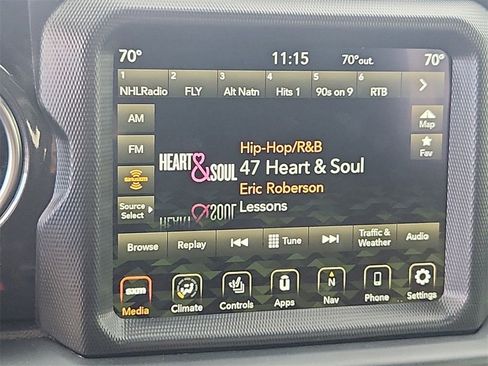 70° 11:15 70°out. 70°
1 2 3 4 5 6
NHLRadio FLY Alt Natn Hits 1 90s on 9 RTB
AM
Map
FM
Fav
siriusxm
Source
Select
HEART & SOUL
Hip-Hop/R&B
47 Heart & Soul
Eric Roberson
Lessons
Browse Replay Tune Traffic &
Weather Audio
sxm N
Media Climate Controls Apps Nav Phone Settings